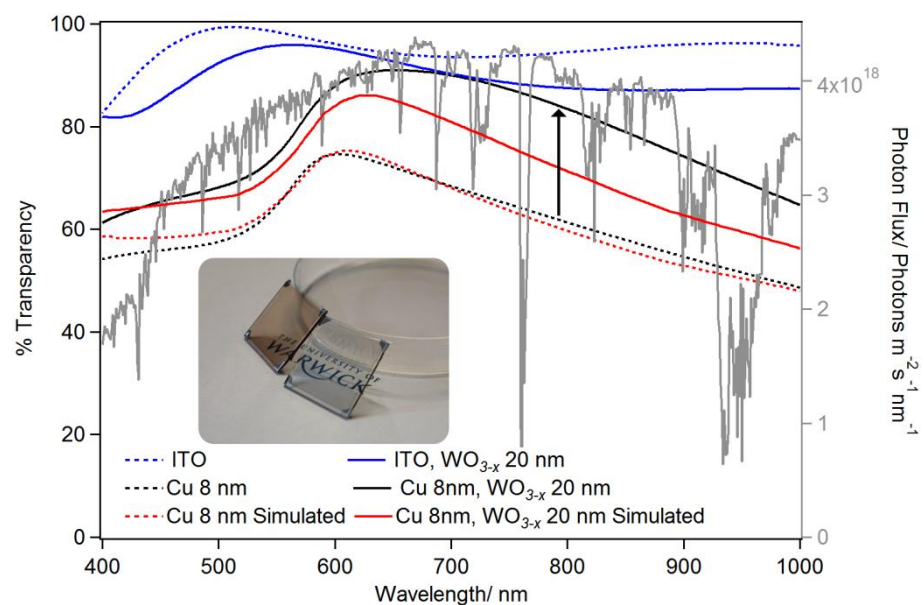 100
80
60
40
20
0
% Transparency
400
500
600
700
800
900
1000
Wavelength/ nm
4x10^18
3
2
1
0
Photon Flux/ Photons m^-2 s^-1 nm^-1
THE UNIVERSITY OF
WARWICK
ITO
ITO, WO3-x 20 nm
Cu 8 nm
Cu 8nm, WO3-x 20 nm
Cu 8 nm Simulated
Cu 8nm, WO3-x 20 nm Simulated